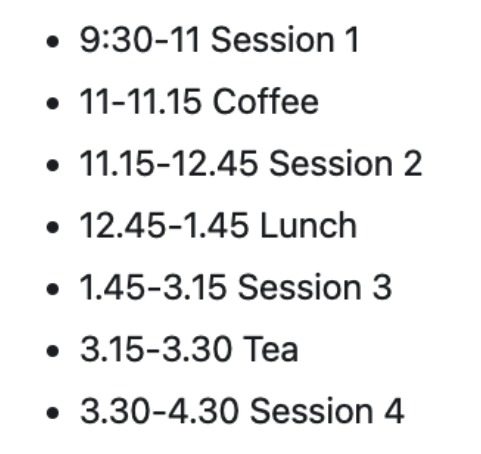 • 9:30-11 Session 1
• 11-11.15 Coffee
• 11.15-12.45 Session 2
• 12.45-1.45 Lunch
• 1.45-3.15 Session 3
• 3.15-3.30 Tea
• 3.30-4.30 Session 4